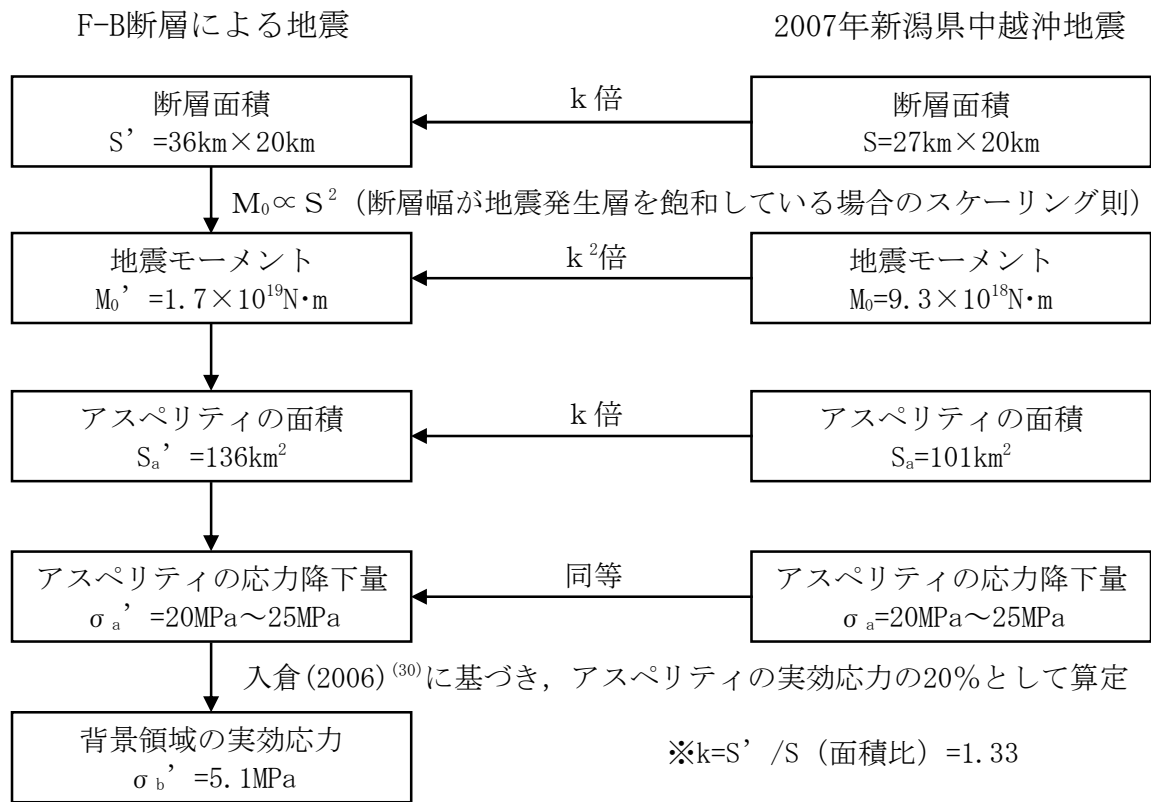 F-B断層による地震
2007年新潟県中越沖地震
断層面積
S’=36km×20km
k倍
断層面積
S=27km×20km
M₀∝S²（断層幅が地震発生層を飽和している場合のスケーリング則）
地震モーメント
M₀’=1.7×10¹⁹N・m
k²倍
地震モーメント
M₀=9.3×10¹⁸N・m
アスペリティの面積
Sₐ’=136km²
k倍
アスペリティの面積
Sₐ=101km²
アスペリティの応力降下量
σₐ’=20MPa～25MPa
同等
アスペリティの応力降下量
σₐ=20MPa～25MPa
入倉(2006)⁽³⁰⁾に基づき，アスペリティの実効応力の20％として算定
背景領域の実効応力
σb’=5.1MPa
※k=S’/S（面積比）=1.33